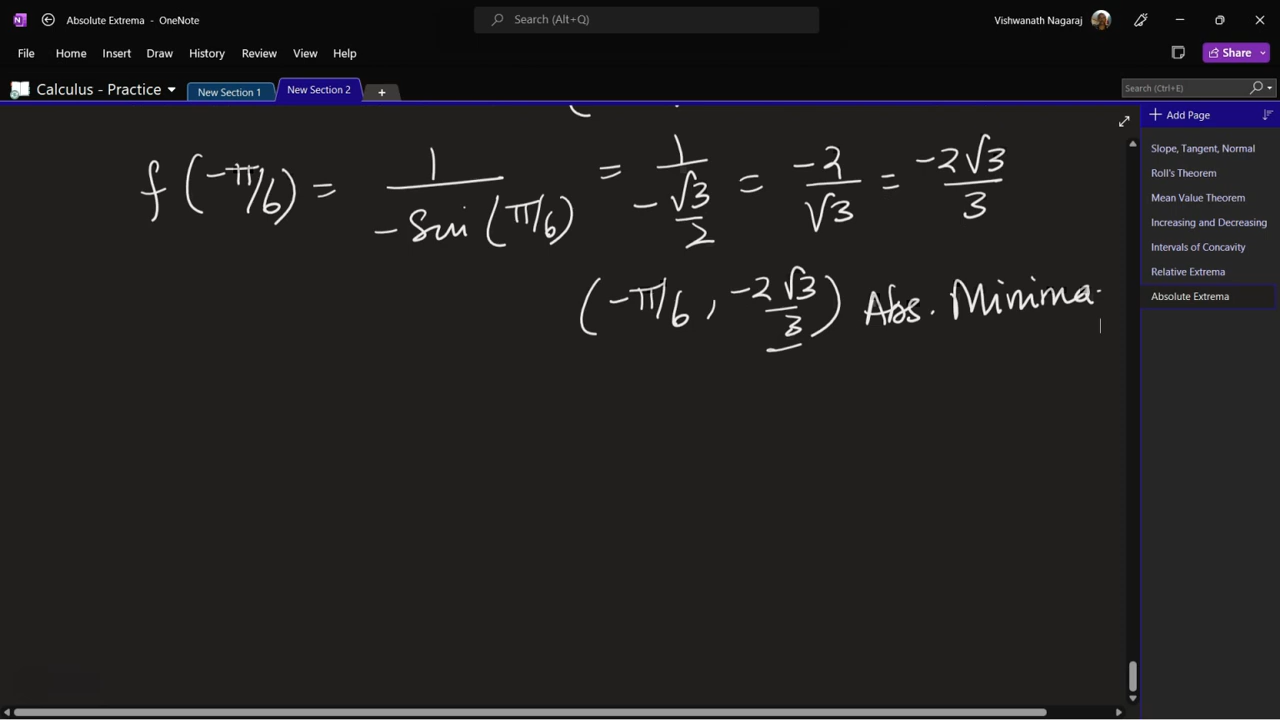 Absolute Extrema - OneNote
Search (Alt+Q)
Vishwanath Nagaraj
File Home Insert Draw History Review View Help
Share
Calculus - Practice
New Section 1
New Section 2
+
Search (Ctrl+E)
Add Page
Slope, Tangent, Normal
Roll's Theorem
Mean Value Theorem
Increasing and Decreasing
Intervals of Concavity
Relative Extrema
Absolute Extrema
f(-π/6) = 1/(-Sin(π/6)) = 1/(-√3/2) = -2/√3 = -2√3/3
(-π/6, -2√3/3) Abs. Minima.